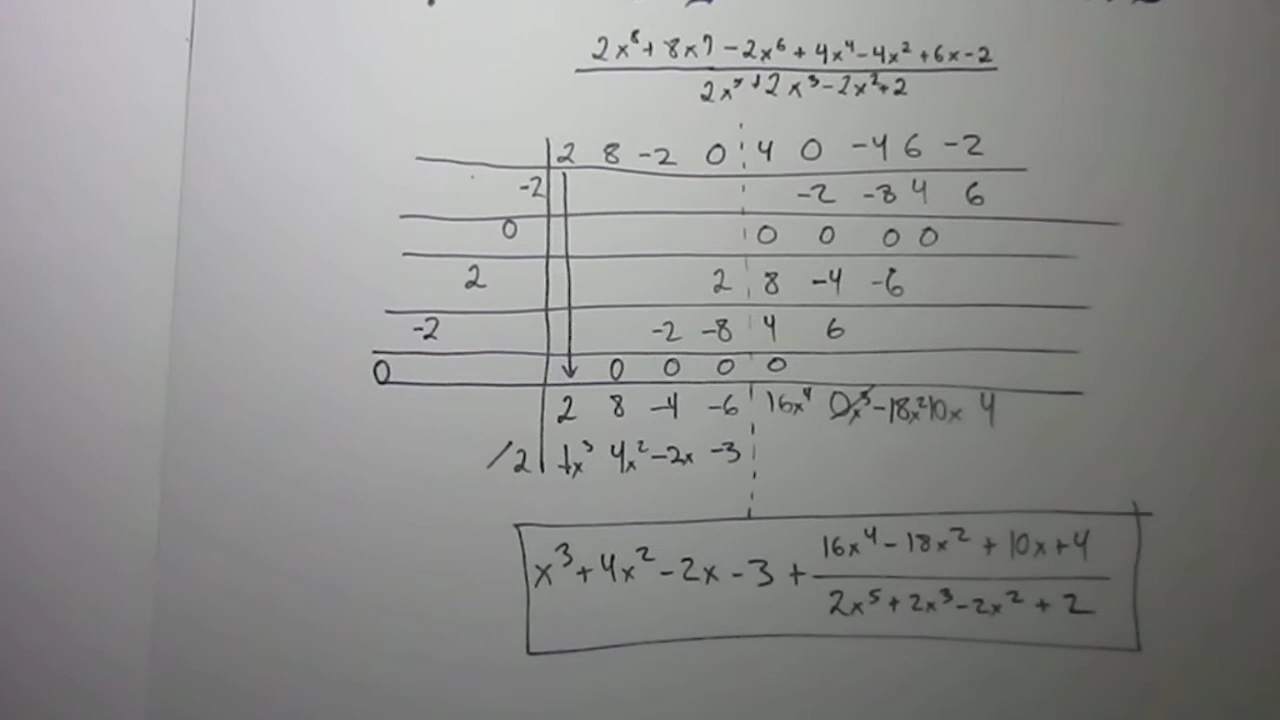 2x⁸ + 8x⁷ - 2x⁶ + 4x⁴ - 4x² + 6x - 2
2x⁵ + 2x³ - 2x² + 2
2 8 -2 0 4 0 -4 6 -2
-2 -2 -8 4 6
0 0 0 0 0
2 2 8 -4 -6
-2 -2 -8 4 6
0 0 0 0 0
2 8 -4 -6 16x⁴ 0x³ -18x² 10x 4
/2 1x³ 4x² -2x -3
x³ + 4x² - 2x - 3 + 16x⁴ - 18x² + 10x + 4
2x⁵ + 2x³ - 2x² + 2